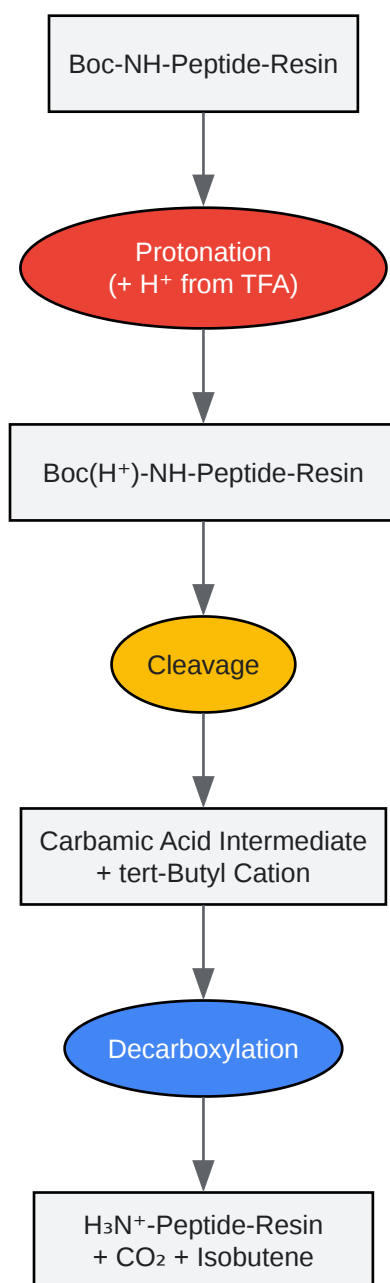 Boc-NH-Peptide-Resin
Protonation
(+ H⁺ from TFA)
Boc(H⁺)-NH-Peptide-Resin
Cleavage
Carbamic Acid Intermediate
+ tert-Butyl Cation
Decarboxylation
H₃N⁺-Peptide-Resin
+ CO₂ + Isobutene